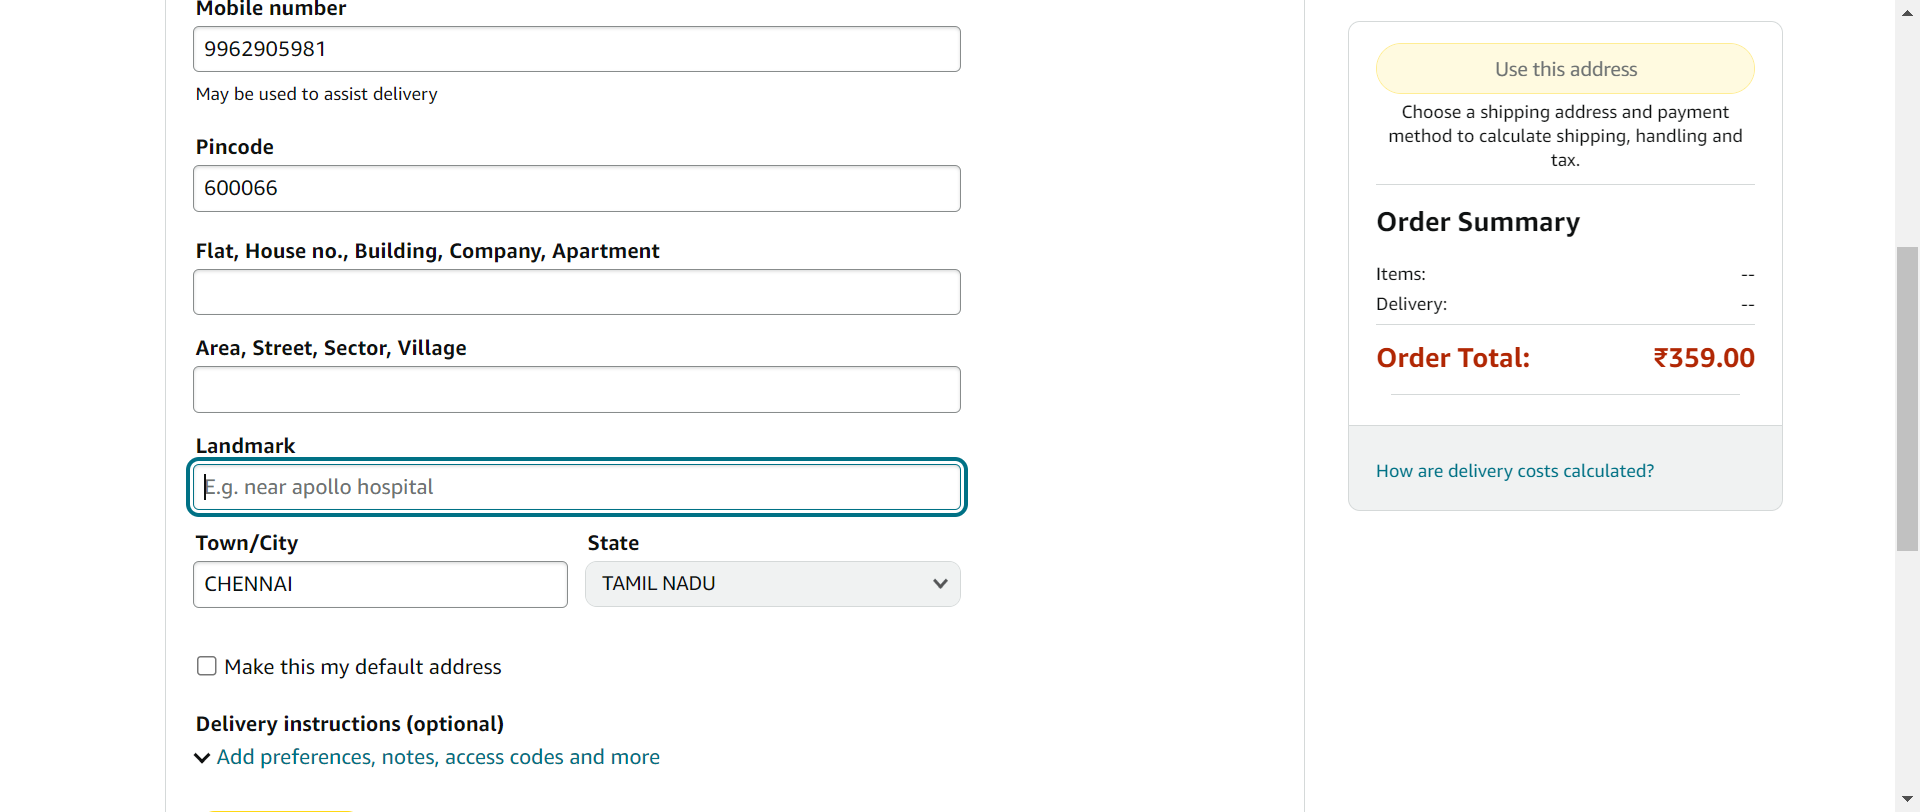 Mobile number
9962905981
May be used to assist delivery
Pincode
600066
Flat, House no., Building, Company, Apartment
Area, Street, Sector, Village
Landmark
E.g. near apollo hospital
Town/City
State
CHENNAI
TAMIL NADU
Make this my default address
Delivery instructions (optional)
Add preferences, notes, access codes and more
Use this address
Choose a shipping address and payment
method to calculate shipping, handling and
tax.
Order Summary
Items: --
Delivery: --
Order Total: ₹359.00
How are delivery costs calculated?